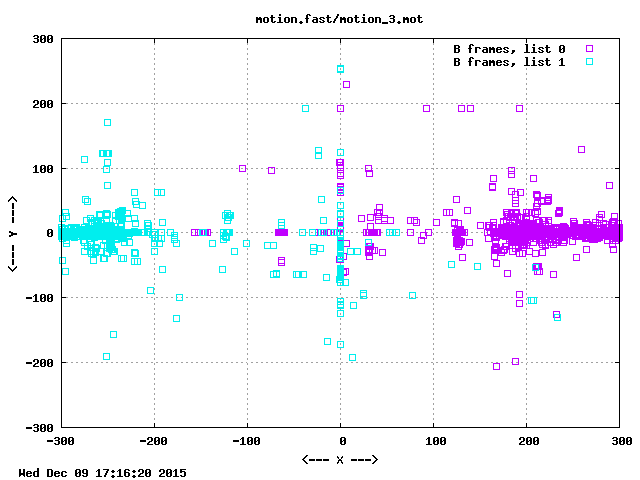 motion.fast/motion_3.mot
B frames, list 0
B frames, list 1
300
200
100
0
-100
-200
-300
<--- Y --->
-300 -200 -100 0 100 200 300
<--- X --->
Wed Dec 09 17:16:20 2015